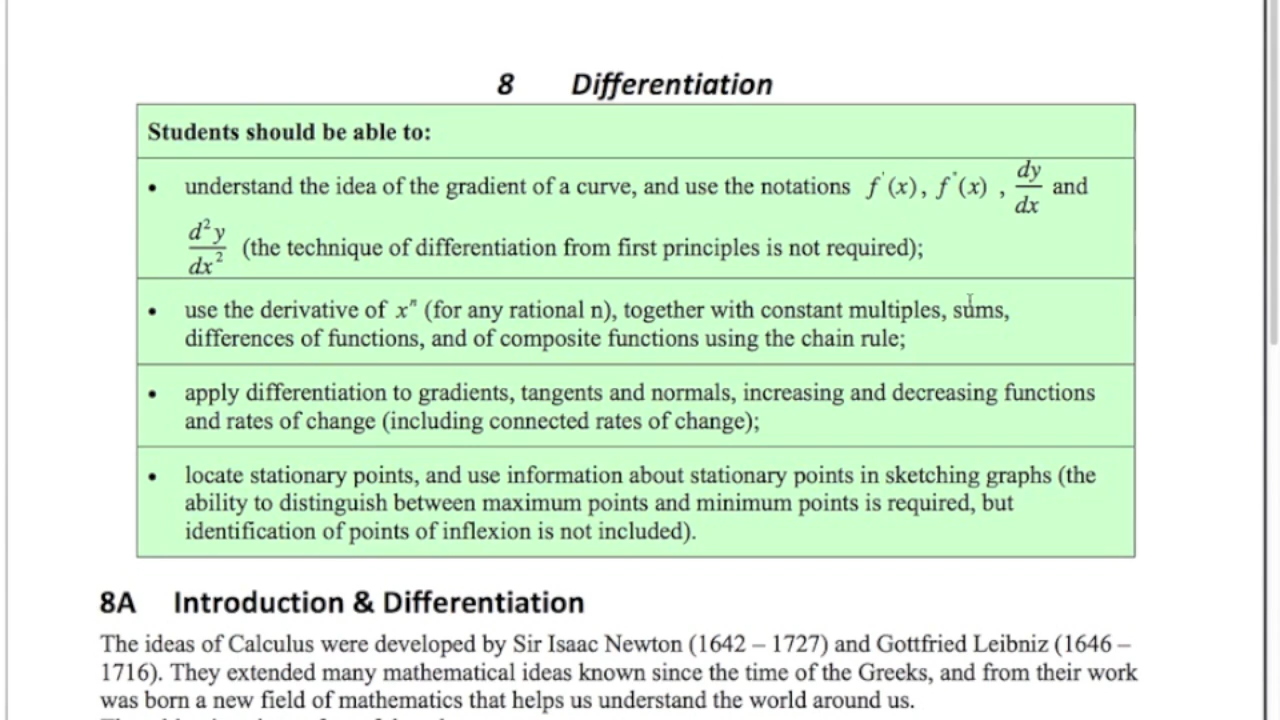 8 Differentiation
Students should be able to:
• understand the idea of the gradient of a curve, and use the notations f'(x), f"(x) , dy/dx and
d²y/dx² (the technique of differentiation from first principles is not required);
• use the derivative of xⁿ (for any rational n), together with constant multiples, sums,
differences of functions, and of composite functions using the chain rule;
• apply differentiation to gradients, tangents and normals, increasing and decreasing functions
and rates of change (including connected rates of change);
• locate stationary points, and use information about stationary points in sketching graphs (the
ability to distinguish between maximum points and minimum points is required, but
identification of points of inflexion is not included).
8A Introduction & Differentiation
The ideas of Calculus were developed by Sir Isaac Newton (1642 – 1727) and Gottfried Leibniz (1646 –
1716). They extended many mathematical ideas known since the time of the Greeks, and from their work
was born a new field of mathematics that helps us understand the world around us.